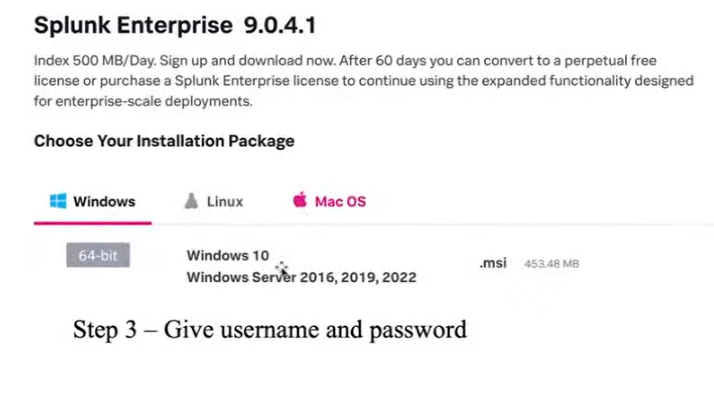 Splunk Enterprise 9.0.4.1
Index 500 MB/Day. Sign up and download now. After 60 days you can convert to a perpetual free
license or purchase a Splunk Enterprise license to continue using the expanded functionality designed
for enterprise-scale deployments.
Choose Your Installation Package
Windows Linux Mac OS
64-bit Windows 10
Windows Server 2016, 2019, 2022 .msi 453.48 MB
Step 3 – Give username and password